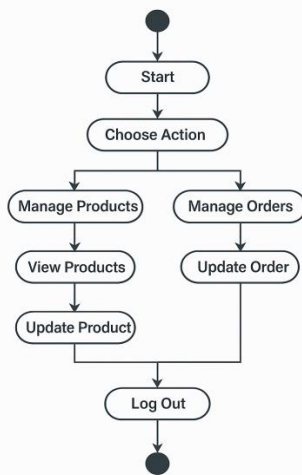 Start
Choose Action
Manage Products
Manage Orders
View Products
Update Order
Update Product
Log Out